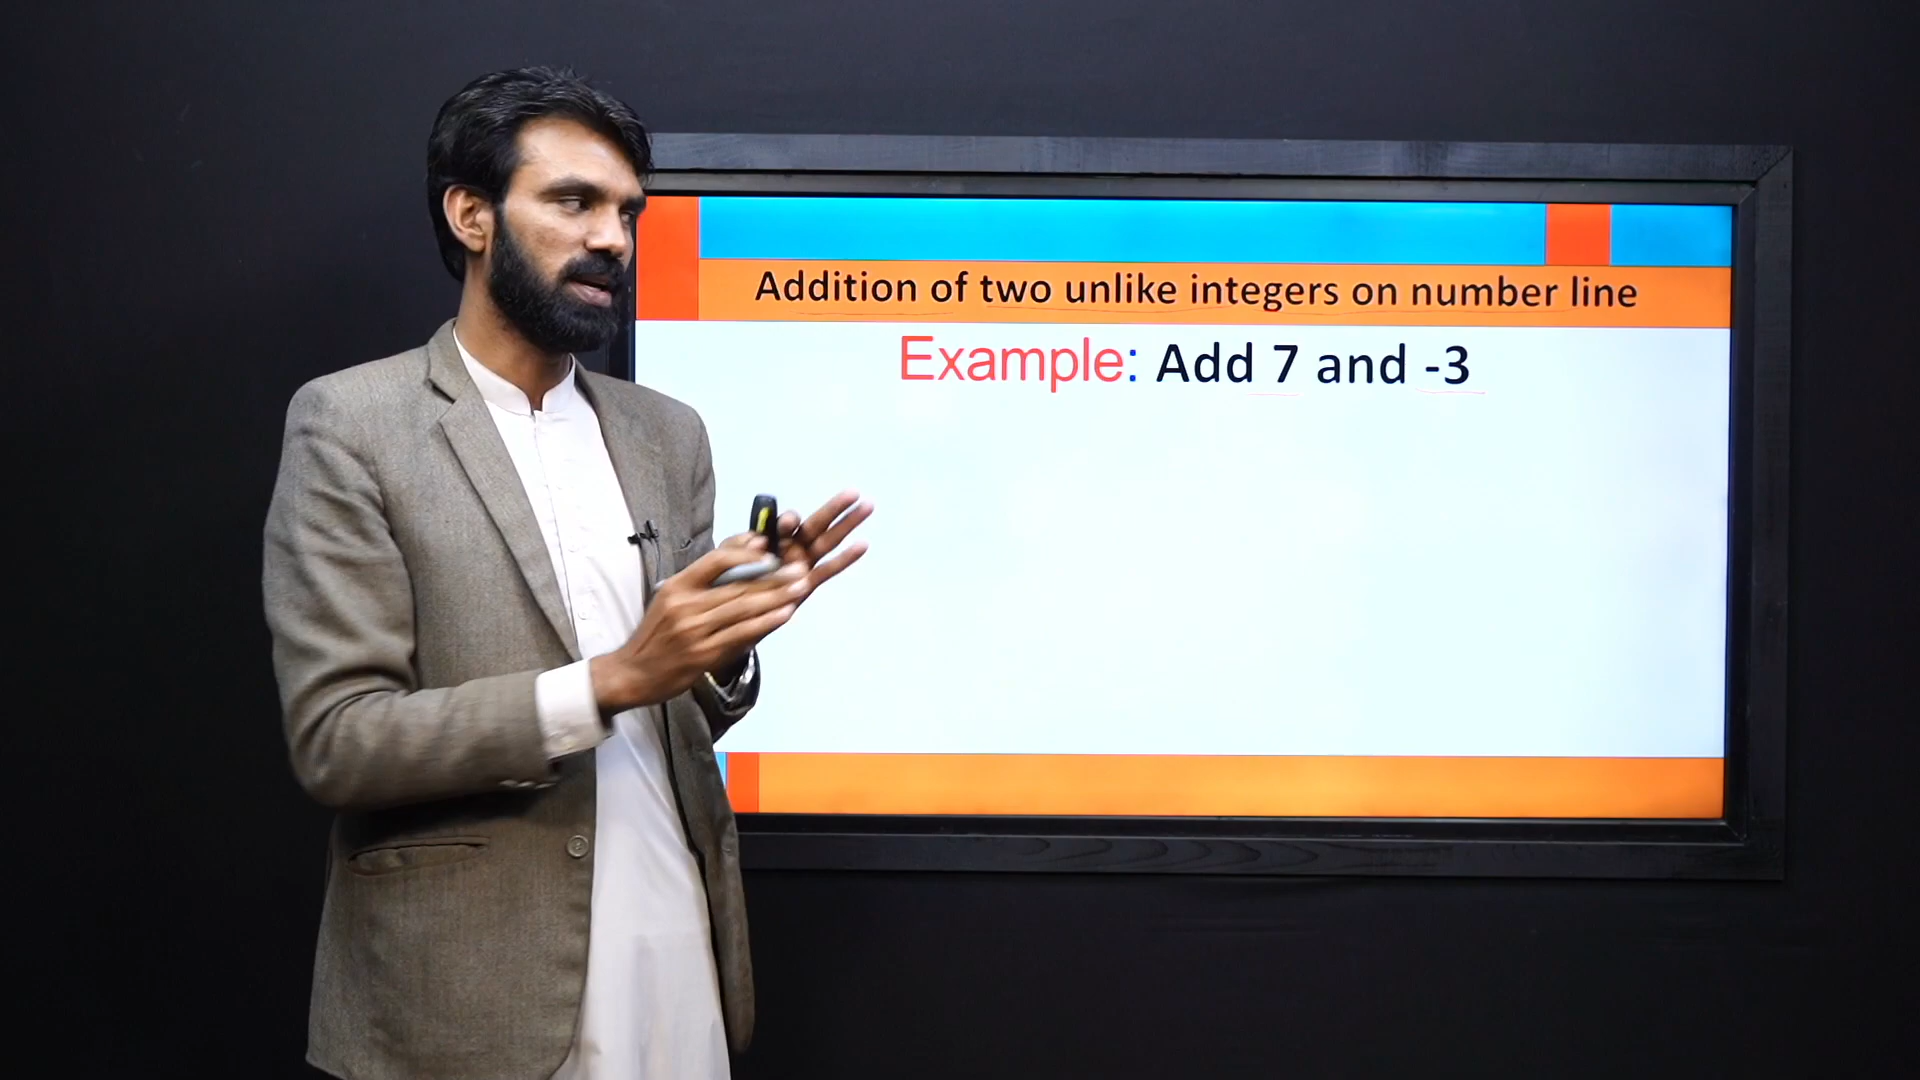 Addition of two unlike integers on number line
Example: Add 7 and -3